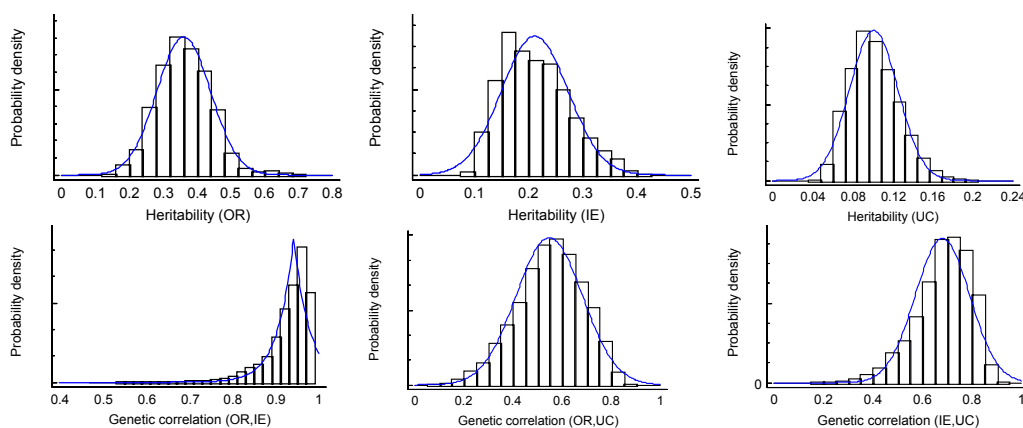 Probability density
0 0.1 0.2 0.3 0.4 0.5 0.6 0.7 0.8
Heritability (OR)
Probability density
0 0.1 0.2 0.3 0.4 0.5
Heritability (IE)
Probability density
0 0.04 0.08 0.12 0.16 0.2 0.24
Heritability (UC)
Probability density
0.4 0.5 0.6 0.7 0.8 0.9 1
Genetic correlation (OR,IE)
Probability density
0 0.2 0.4 0.6 0.8 1
Genetic correlation (OR,UC)
Probability density
0
0 0.2 0.4 0.6 0.8 1
Genetic correlation (IE,UC)